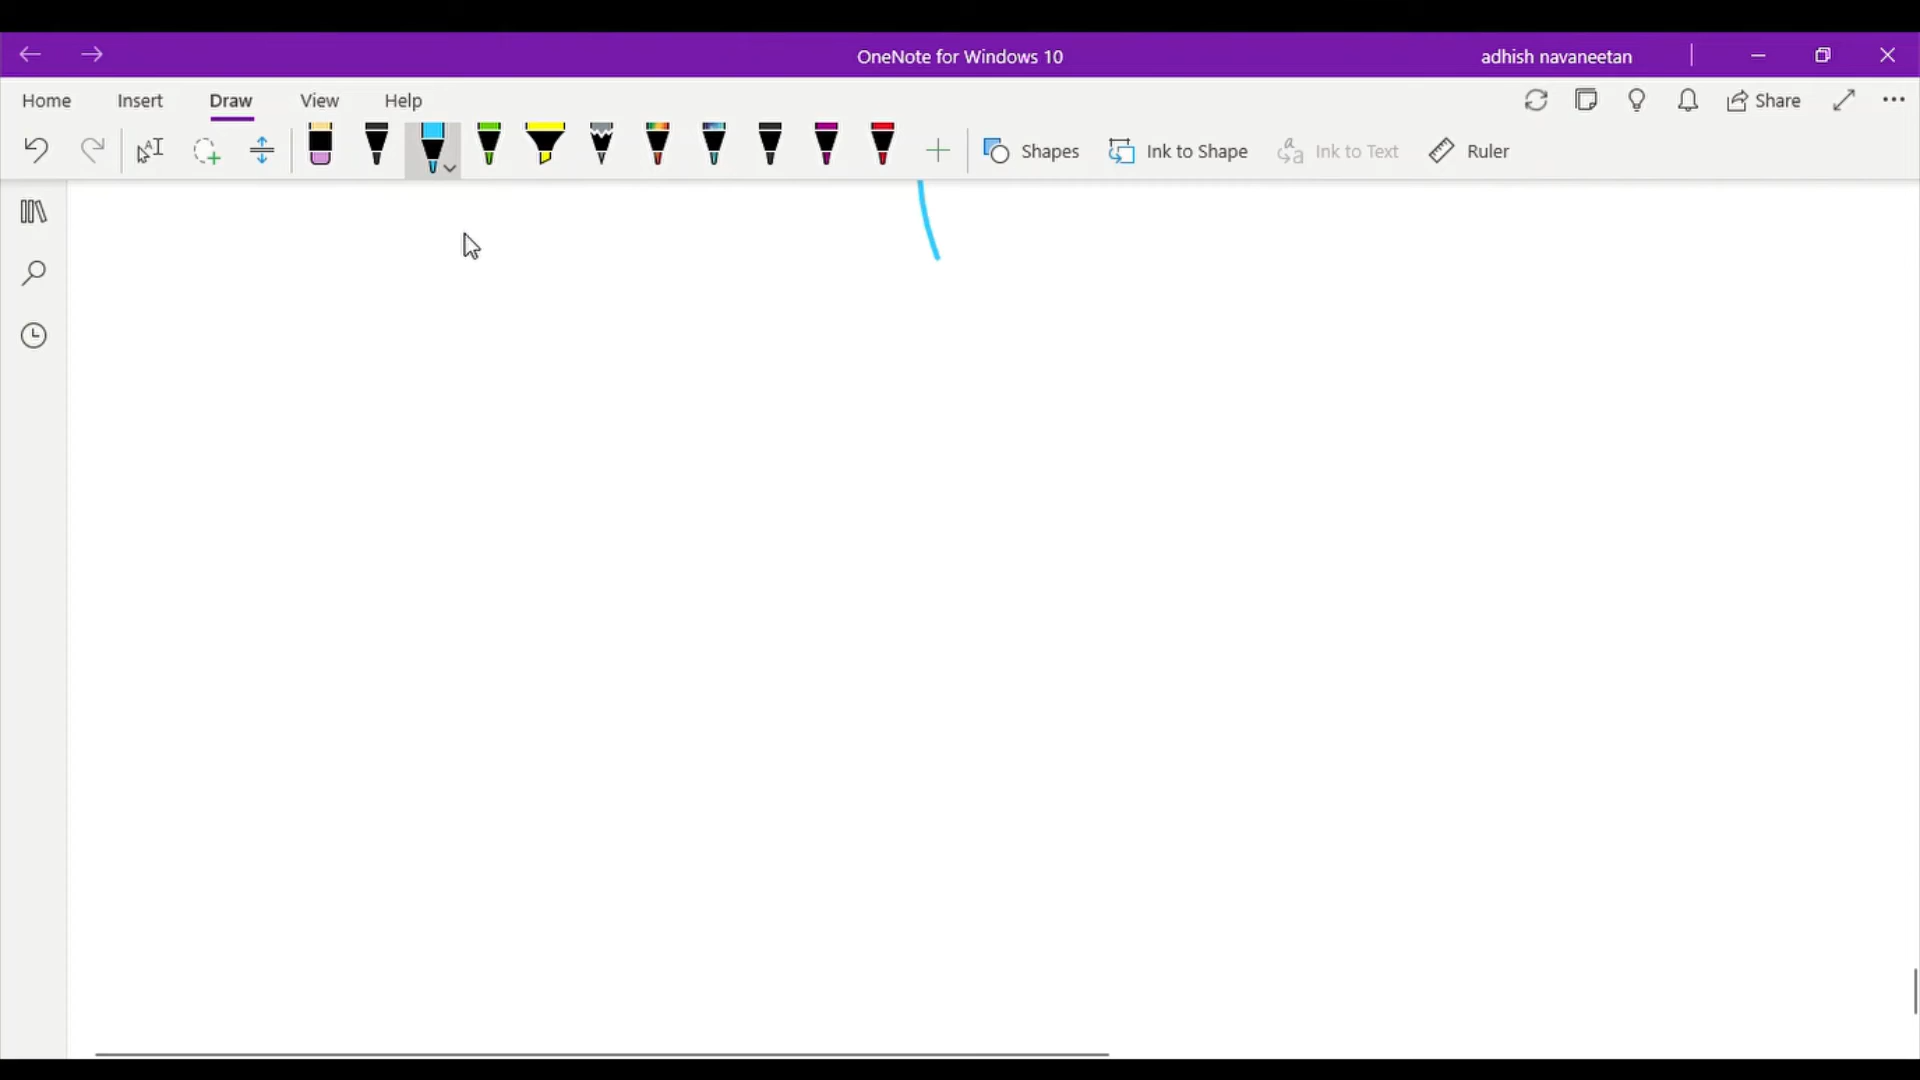 OneNote for Windows 10
adhish navaneetan
Home Insert Draw View Help
Share
Shapes Ink to Shape Ink to Text Ruler